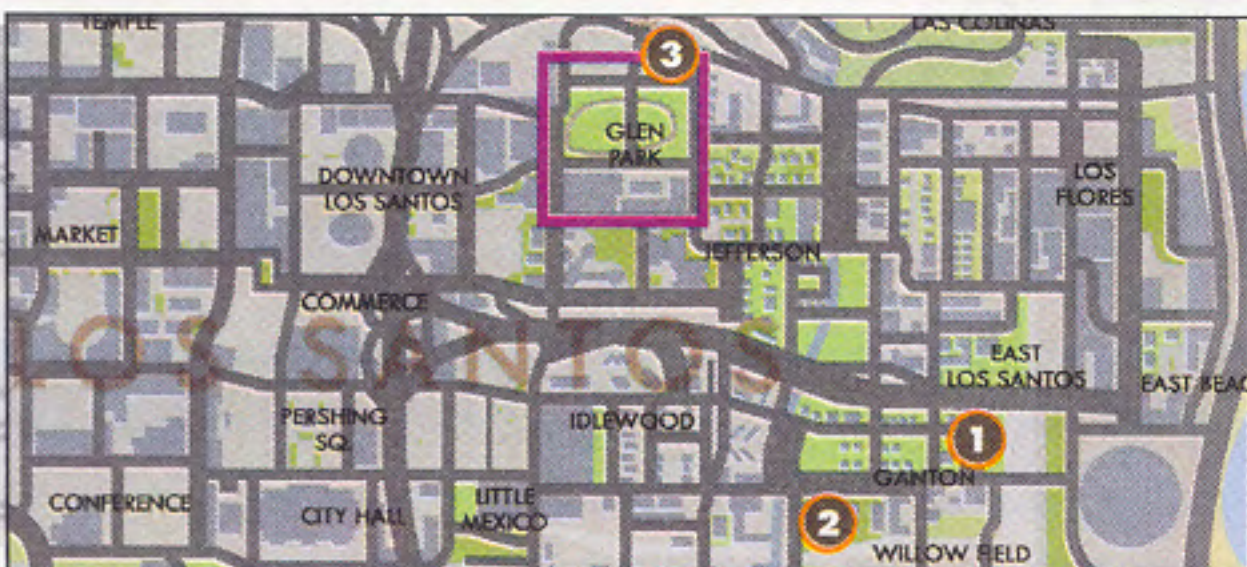 TEMPLE
LAS COLINAS
3
GLEN
PARK
DOWNTOWN
LOS SANTOS
LOS
FLORES
MARKET
JEFFERSON
COMMERCE
LOS SANTOS
EAST
LOS SANTOS
EAST BEAC
PERSHING
SQ.
IDLEWOOD
1
GANTON
CONFERENCE
CITY HALL
LITTLE
MEXICO
2
WILLOW FIELD